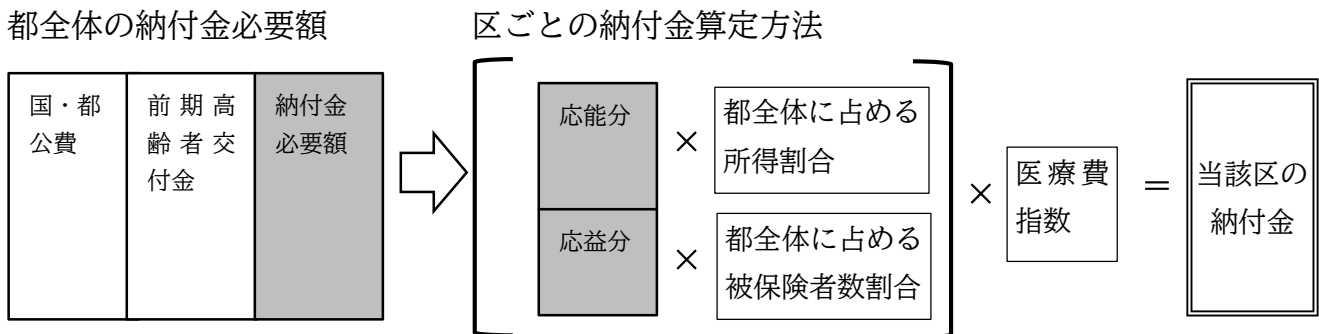 都全体の納付金必要額
区ごとの納付金算定方法
国・都
公費
前期高
齢者交
付金
納付金
必要額
応能分
×
都全体に占める
所得割合
応益分
×
都全体に占める
被保険者数割合
×
医療費
指数
＝
当該区の
納付金